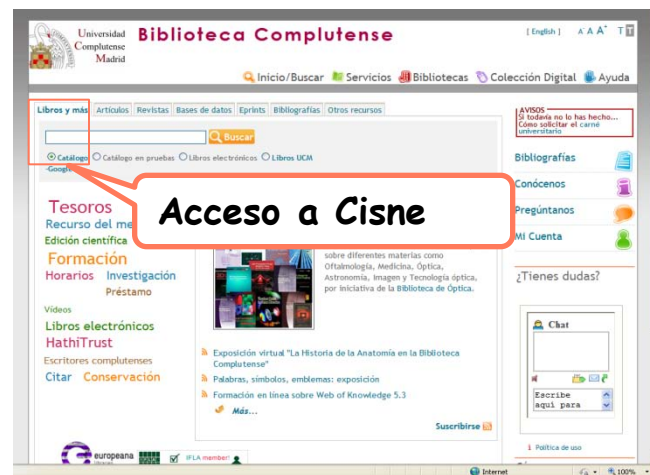 Universidad
Complutense
Madrid
Biblioteca Complutense
[ English ] A⁻ A A⁺ T T
Inicio/Buscar Servicios Bibliotecas Colección Digital Ayuda
Libros y más Artículos Revistas Bases de datos Eprints Bibliografías Otros recursos
Buscar
Catálogo Catálogo en pruebas Libros electrónicos Libros UCM
-Google
AVISOS
Si todavía no lo has hecho...
Cómo solicitar el carné
universitario
Bibliografías
Conócenos
Pregúntanos
Mi Cuenta
Acceso a Cisne
Tesoros
Recurso del me
Edición científica
Formación
Horarios Investigación
Préstamo
Vídeos
Libros electrónicos
HathiTrust
Escritores complutenses
Citar Conservación
sobre diferentes materias como
Oftalmología, Medicina, Óptica,
Astronomía, Imagen y Tecnología óptica,
por iniciativa de la Biblioteca de Óptica.
Exposición virtual "La Historia de la Anatomía en la Biblioteca
Complutense"
Palabras, símbolos, emblemas: exposición
Formación en línea sobre Web of Knowledge 5.3
Más...
Suscribirse
¿Tienes dudas?
Chat
Escribe
aquí para
Política de uso
europeana
IFLA member!
Internet
100%